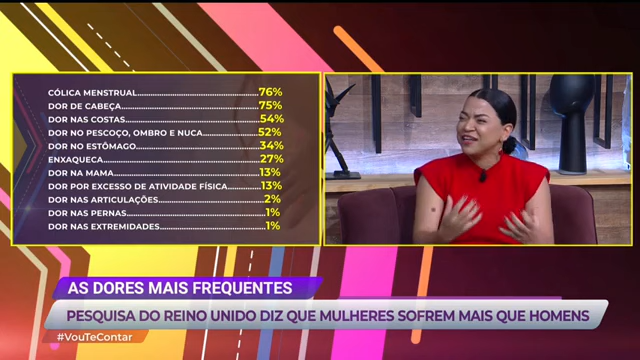 CÓLICA MENSTRUAL........................76%
DOR DE CABEÇA...........................75%
DOR NAS COSTAS..........................54%
DOR NO PESCOÇO, OMBRO E NUCA............52%
DOR NO ESTÔMAGO.........................34%
ENXAQUECA...............................27%
DOR NA MAMA.............................13%
DOR POR EXCESSO DE ATIVIDADE FÍSICA.....13%
DOR NAS ARTICULAÇÕES....................2%
DOR NAS PERNAS..........................1%
DOR NAS EXTREMIDADES....................1%
AS DORES MAIS FREQUENTES
PESQUISA DO REINO UNIDO DIZ QUE MULHERES SOFREM MAIS QUE HOMENS
#VouTeContar